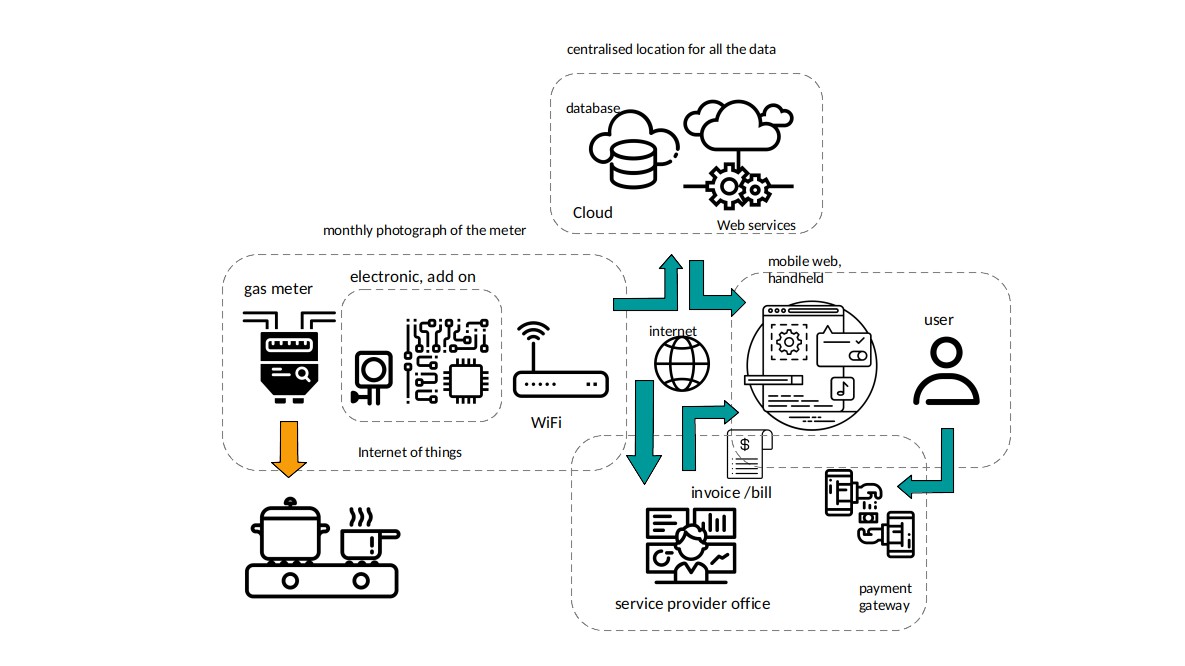 centralised location for all the data
database
Cloud
Web services
monthly photograph of the meter
mobile web,
handheld
electronic, add on
gas meter
user
internet
WiFi
Internet of things
$
invoice /bill
service provider office
payment
gateway